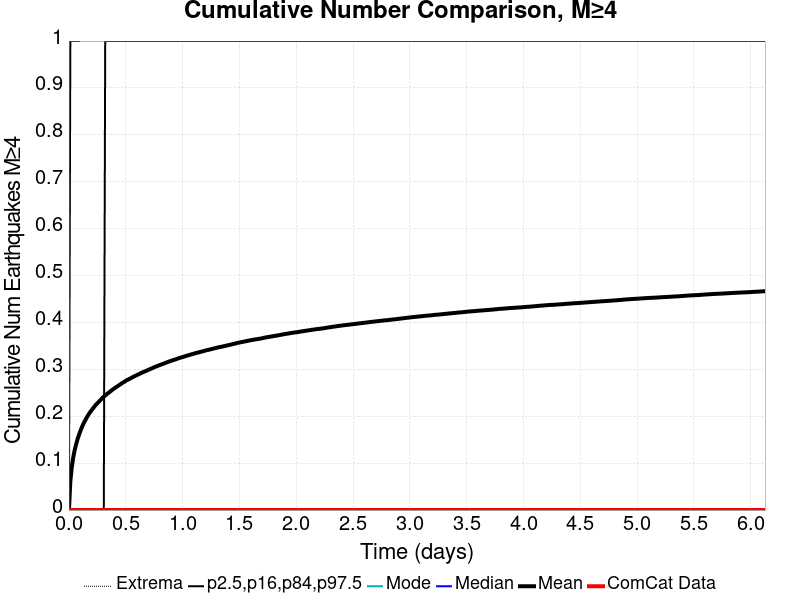 Cumulative Number Comparison, M≥4
Cumulative Num Earthquakes M≥4
1
0.9
0.8
0.7
0.6
0.5
0.4
0.3
0.2
0.1
0
0.0 0.5 1.0 1.5 2.0 2.5 3.0 3.5 4.0 4.5 5.0 5.5 6.0
Time (days)
Extrema p2.5,p16,p84,p97.5 Mode Median Mean ComCat Data